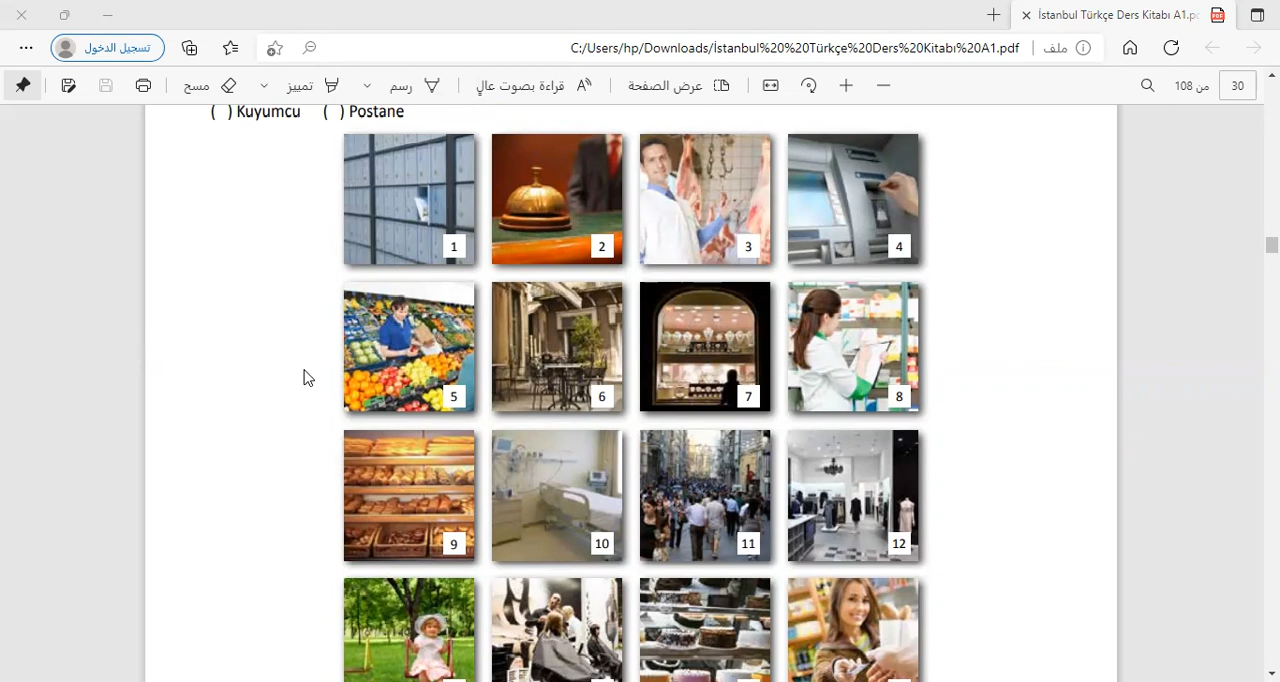 İstanbul Türkçe Ders Kitabı A1.pc
تسجيل الدخول
C:/Users/hp/Downloads/İstanbul%20%20Türkçe%20Ders%20Kitabı%20A1.pdf
ملف
مسح
تمييز
رسم
قراءة بصوت عالٍ
عرض الصفحة
من 108
30
( ) Kuyumcu ( ) Postane
1 2 3 4
5 6 7 8
9 10 11 12